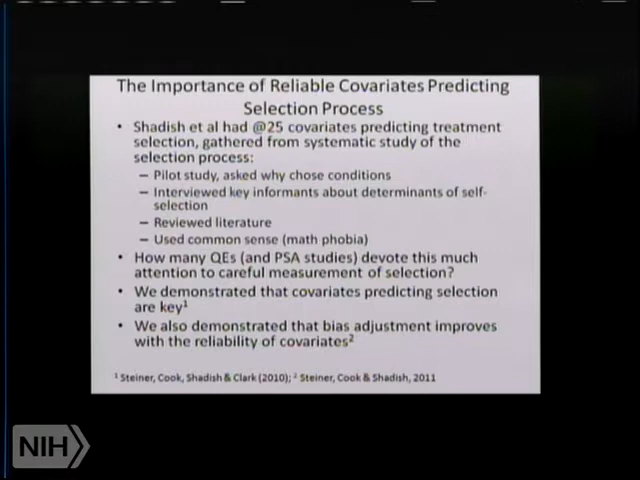 The Importance of Reliable Covariates Predicting
Selection Process
• Shadish et al had @25 covariates predicting treatment
selection, gathered from systematic study of the
selection process:
– Pilot study, asked why chose conditions
– Interviewed key informants about determinants of self-
selection
– Reviewed literature
– Used common sense (math phobia)
• How many QEs (and PSA studies) devote this much
attention to careful measurement of selection?
• We demonstrated that covariates predicting selection
are key¹
• We also demonstrated that bias adjustment improves
with the reliability of covariates²
¹ Steiner, Cook, Shadish & Clark (2010); ² Steiner, Cook & Shadish, 2011
NIH